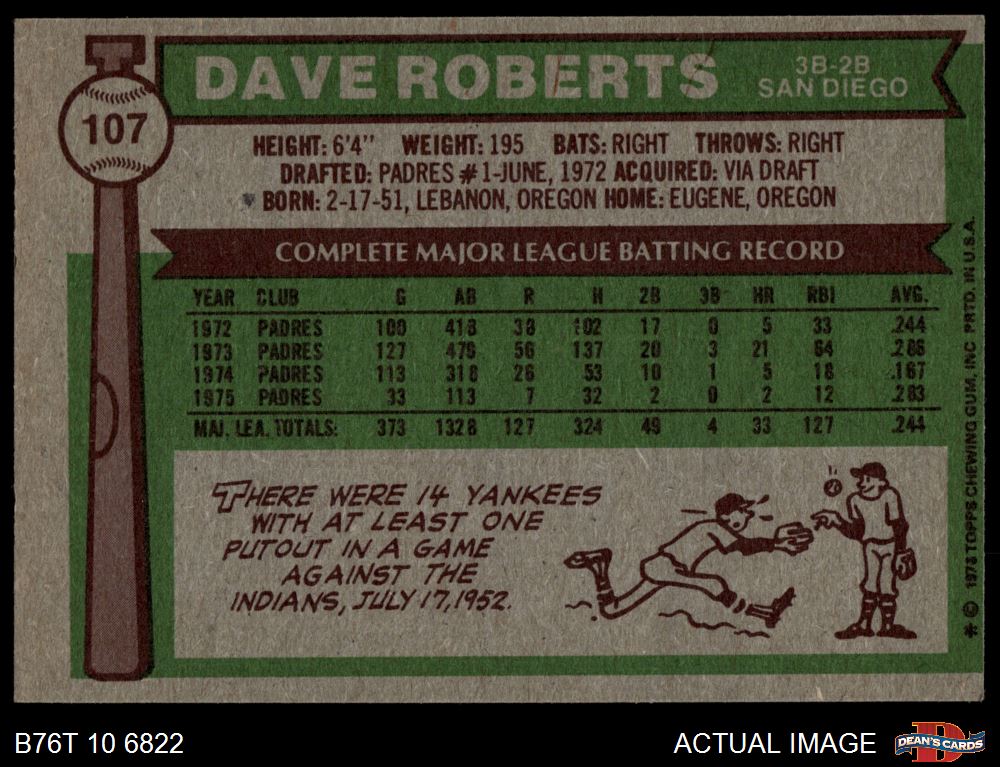 107
DAVE ROBERTS
3B-2B
SAN DIEGO
HEIGHT: 6'4" WEIGHT: 195 BATS: RIGHT THROWS: RIGHT
DRAFTED: PADRES #1-JUNE, 1972 ACQUIRED: VIA DRAFT
BORN: 2-17-51, LEBANON, OREGON HOME: EUGENE, OREGON
COMPLETE MAJOR LEAGUE BATTING RECORD
YEAR CLUB G AB R H 2B 3B HR RBI AVG.
1972 PADRES 100 418 38 102 17 0 5 33 .244
1973 PADRES 127 479 56 137 20 3 21 64 .286
1974 PADRES 113 318 26 53 10 1 5 18 .167
1975 PADRES 33 113 7 32 2 0 2 12 .283
MAJ. LEA. TOTALS: 373 1328 127 324 49 4 33 127 .244
THERE WERE 14 YANKEES
WITH AT LEAST ONE
PUTOUT IN A GAME
AGAINST THE
INDIANS, JULY 17, 1952.
* © 1976 TOPPS CHEWING GUM, INC PRTD. IN U.S.A.
B76T 10 6822
ACTUAL IMAGE
D
DEAN'S CARDS